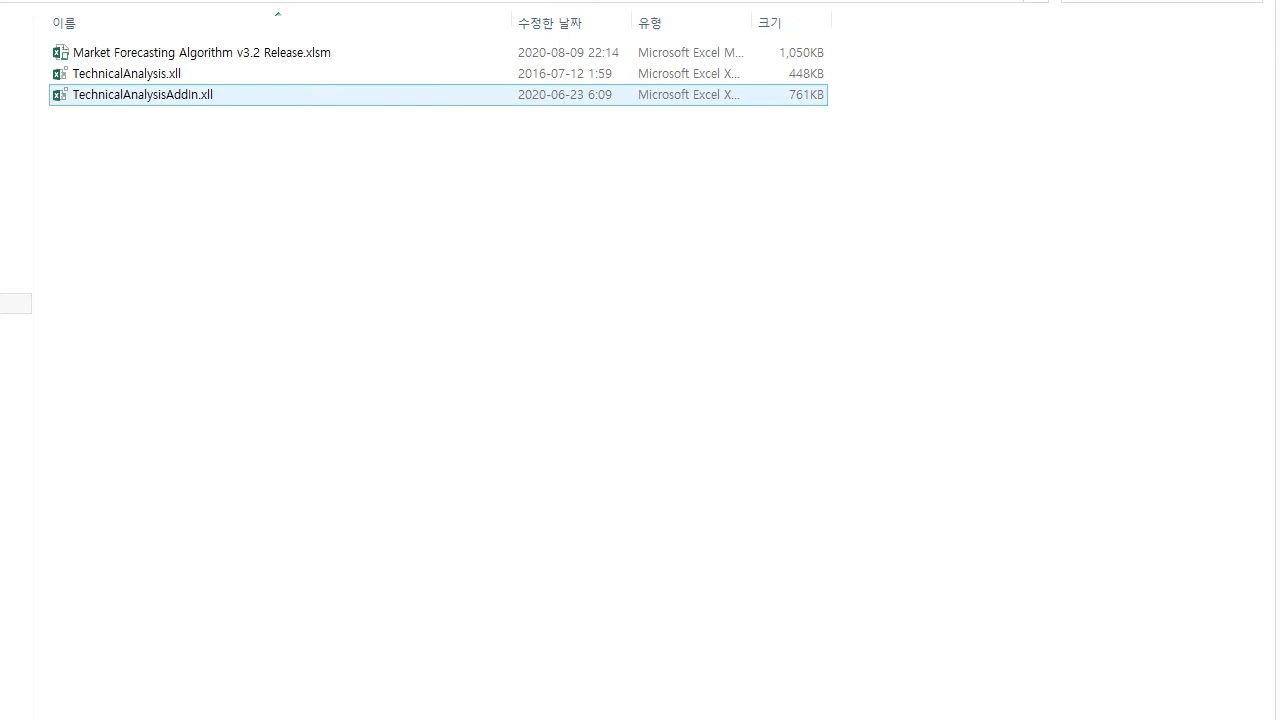 이름 수정한 날짜 유형 크기
Market Forecasting Algorithm v3.2 Release.xlsm 2020-08-09 22:14 Microsoft Excel M... 1,050KB
TechnicalAnalysis.xll 2016-07-12 1:59 Microsoft Excel X... 448KB
TechnicalAnalysisAddIn.xll 2020-06-23 6:09 Microsoft Excel X... 761KB